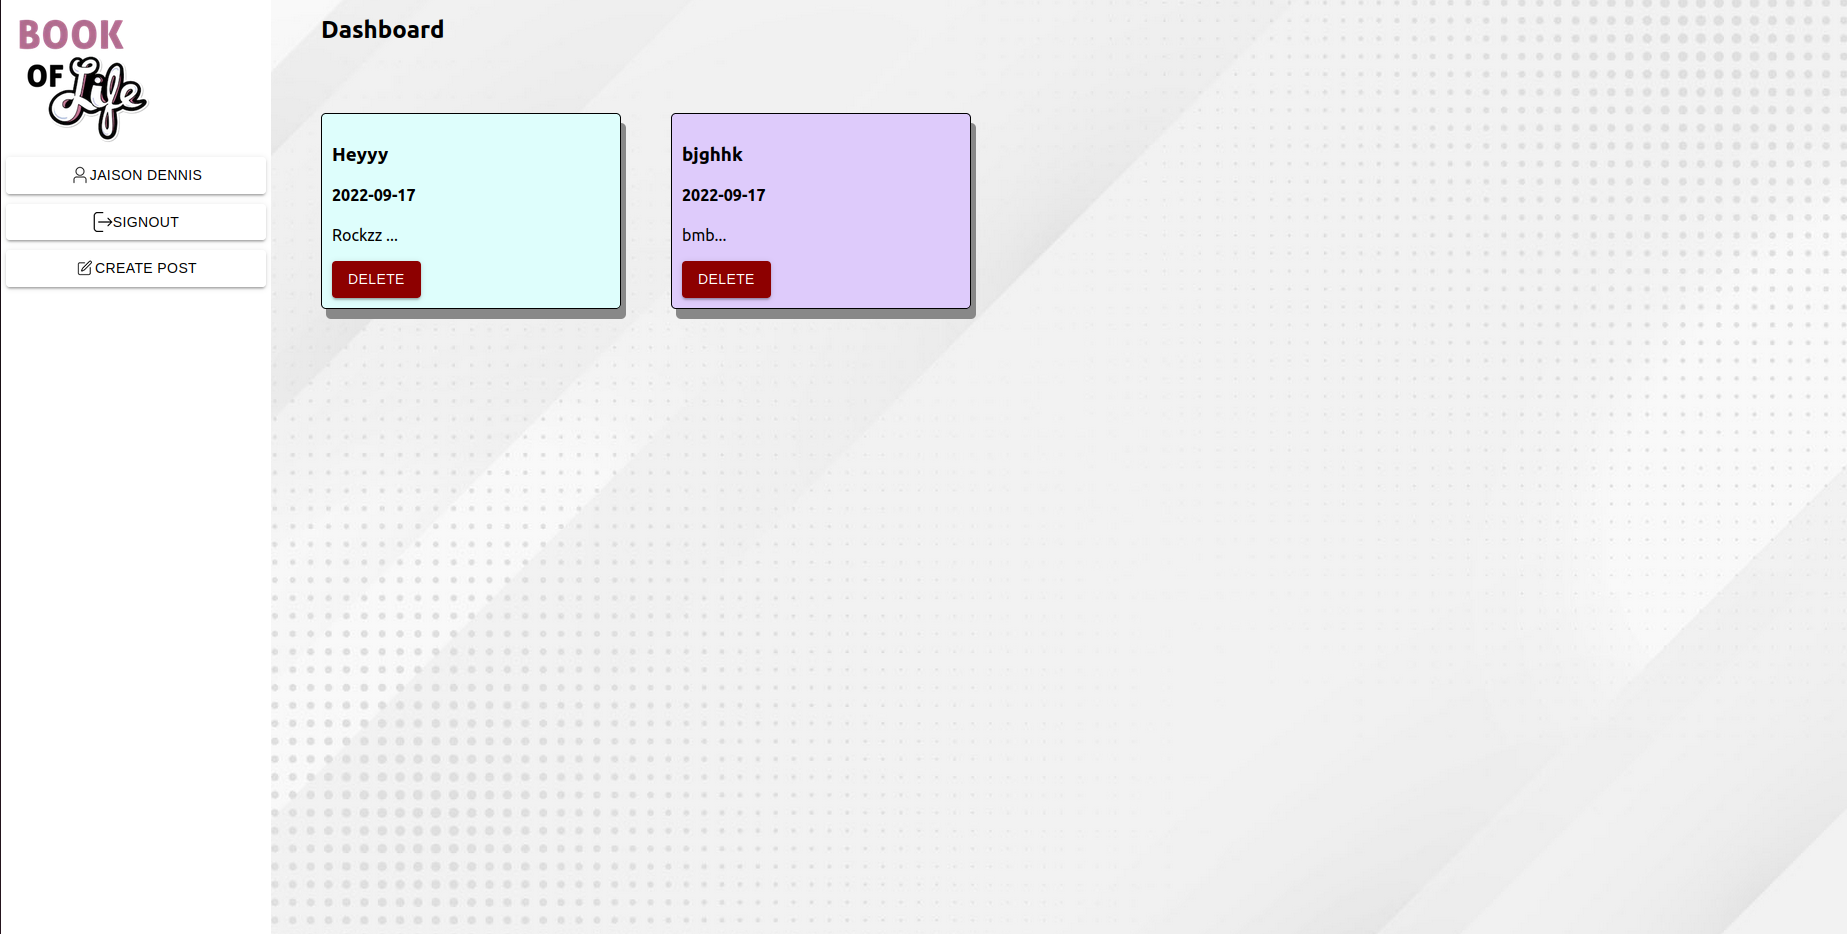 BOOK
OF Life
JAISON DENNIS
SIGNOUT
CREATE POST
Dashboard
Heyyy
2022-09-17
Rockzz ...
DELETE
bjghhk
2022-09-17
bmb...
DELETE